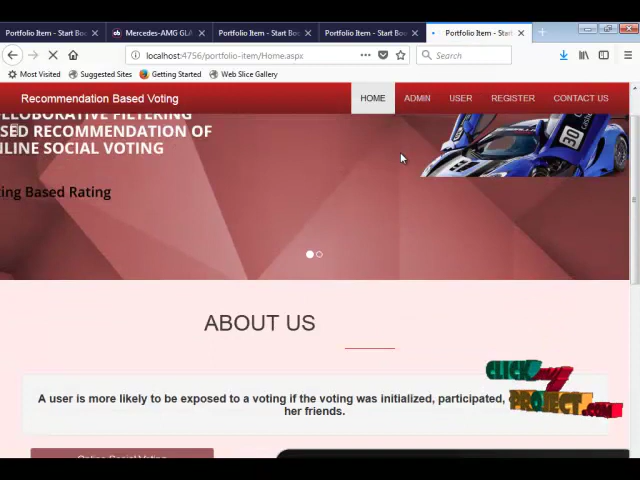 Portfolio Item - Start Boo
Mercedes-AMG GLA
Portfolio Item - Start Boo
Portfolio Item - Start Boo
Portfolio Item - Start
localhost:4756/portfolio-item/Home.aspx
Search
Most Visited
Suggested Sites
Getting Started
Web Slice Gallery
Recommendation Based Voting
HOME
ADMIN
USER
REGISTER
CONTACT US
LLOBORATIVE FILTERING
SED RECOMMENDATION OF
NLINE SOCIAL VOTING
ing Based Rating
30
ABOUT US
A user is more likely to be exposed to a voting if the voting was initialized, participated,
her friends.
Online Social Voting
CLICK MY
PROJECT.COM